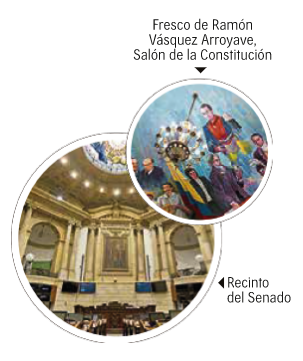 Fresco de Ramón
Vásquez Arroyave,
Salón de la Constitución
Recinto
del Senado